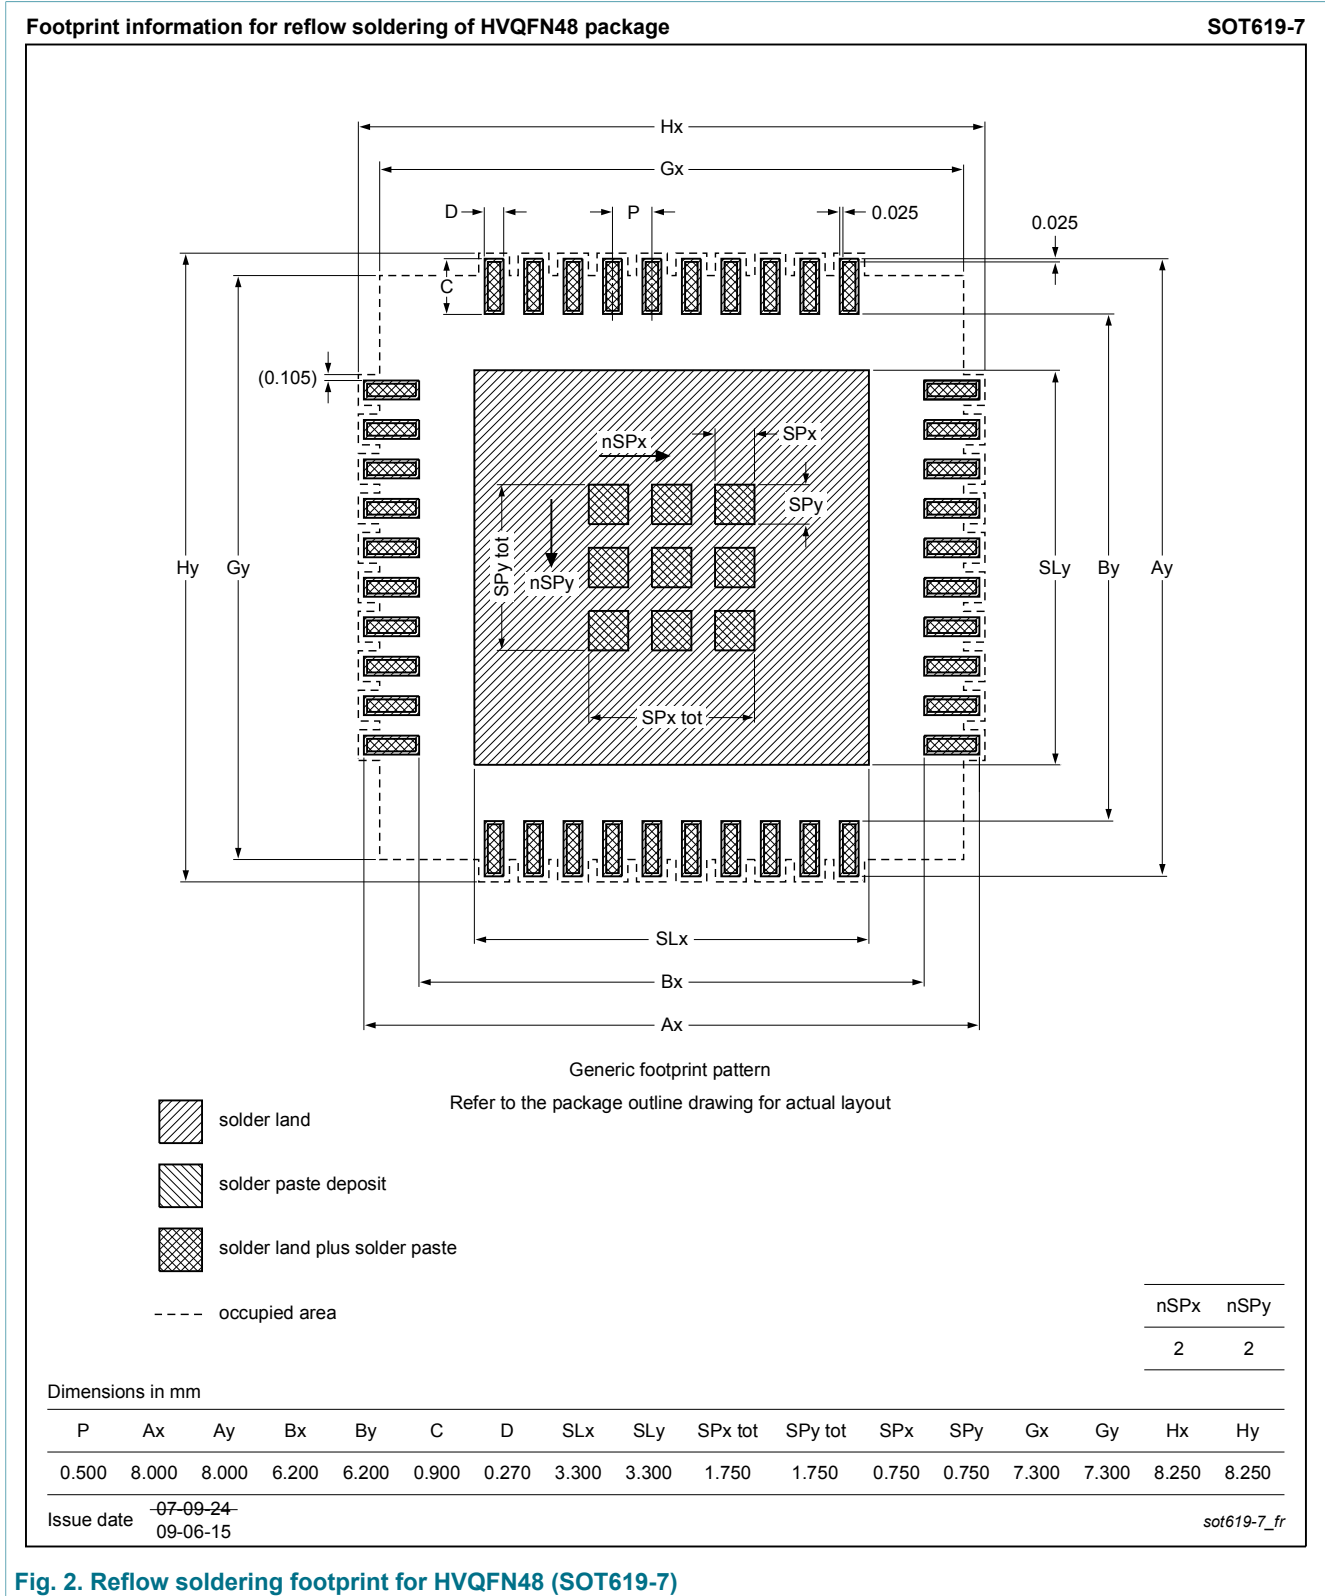 Footprint information for reflow soldering of HVQFN48 package SOT619-7
Hx
Gx
D P 0.025
0.025
C
(0.105)
nSPx SPx
SPy
SPy tot
nSPy
Hy Gy SLy By Ay
SPx tot
SLx
Bx
Ax
Generic footprint pattern
Refer to the package outline drawing for actual layout
solder land
solder paste deposit
solder land plus solder paste
occupied area
nSPx nSPy
2 2
Dimensions in mm
P Ax Ay Bx By C D SLx SLy SPx tot SPy tot SPx SPy Gx Gy Hx Hy
0.500 8.000 8.000 6.200 6.200 0.900 0.270 3.300 3.300 1.750 1.750 0.750 0.750 7.300 7.300 8.250 8.250
Issue date 07-09-24
09-06-15
sot619-7_fr
Fig. 2. Reflow soldering footprint for HVQFN48 (SOT619-7)